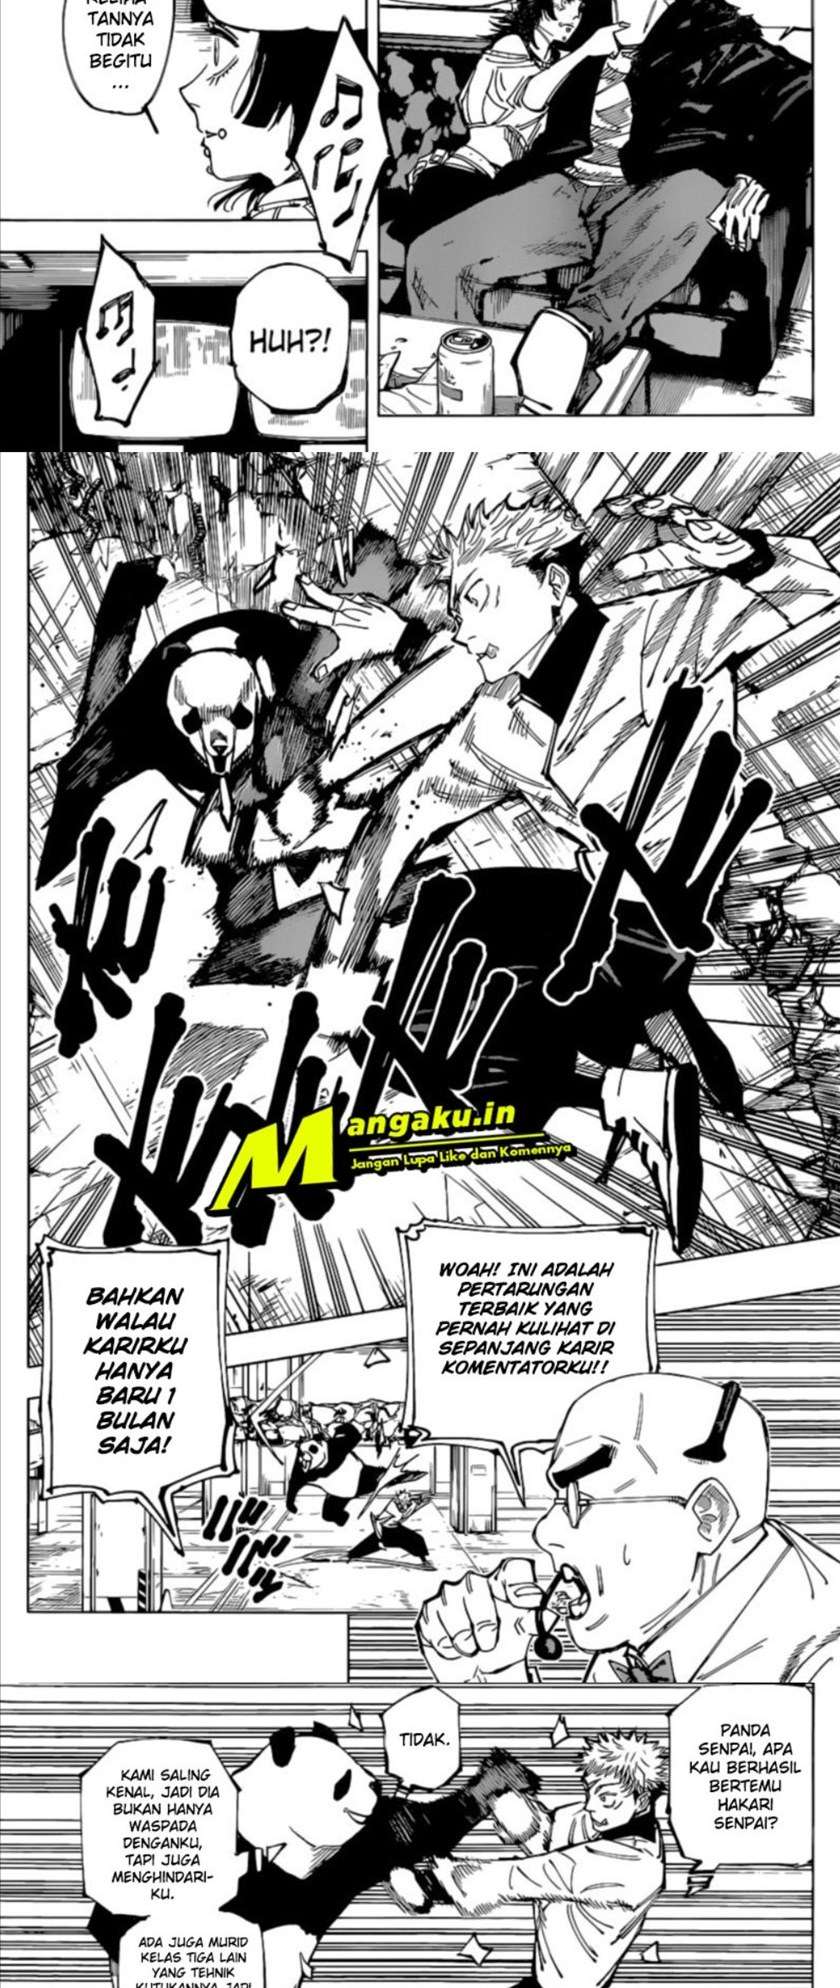 TANNYA
TIDAK
BEGITU
...
HUH?!
Mangaku.in
Jangan Lupa Like dan Komennya
WOAH! INI ADALAH
PERTARUNGAN
TERBAIK YANG
PERNAH KULIHAT DI
SEPANJANG KARIR
KOMENTATORKU!!
BAHKAN
WALAU
KARIRKU
HANYA
BARU 1
BULAN
SAJA!
PANDA
SENPAI, APA
KAU BERHASIL
BERTEMU
HAKARI
SENPAI?
TIDAK.
KAMI SALING
KENAL, JADI DIA
BUKAN HANYA
WASPADA
DENGANKU,
TAPI JUGA
MENGHINDARI-
KU.
ADA JUGA MURID
KELAS TIGA LAIN
YANG TEHNIK
KUTUKANNYA JADI